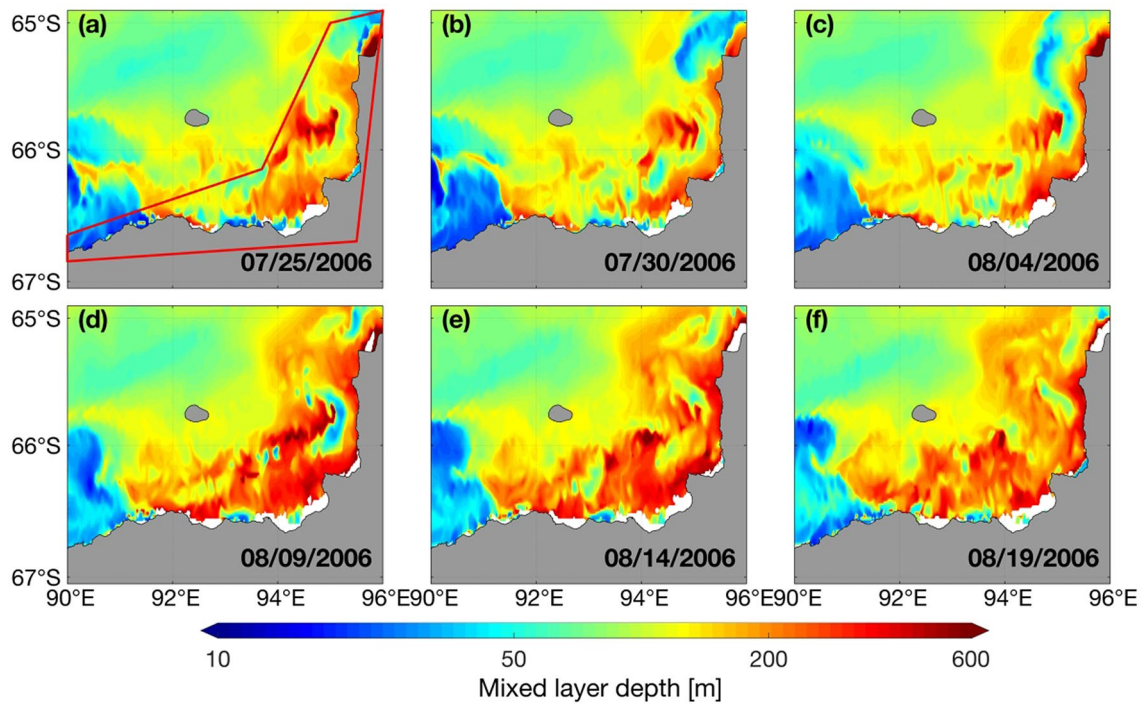 65°S (a) (b) (c)
66°S
67°S 07/25/2006 07/30/2006 08/04/2006
65°S (d) (e) (f)
66°S
08/09/2006 08/14/2006 08/19/2006
67°S
90°E 92°E 94°E 96°E 90°E 92°E 94°E 96°E 90°E 92°E 94°E 96°E
10 50 200 600
Mixed layer depth [m]